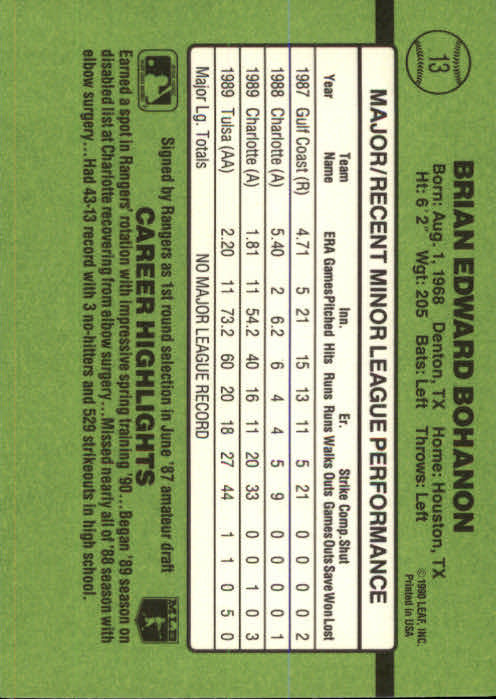 13
BRIAN EDWARD BOHANON
Born: Aug. 1, 1968 Denton, TX Home: Houston, TX
Ht: 6' 2" Wgt: 205 Bats: Left Throws: Left
©1990 LEAF, INC.
Printed in USA
MAJOR/RECENT MINOR LEAGUE PERFORMANCE
Team Inn. Er. Strike Comp. Shut
Year Name ERA Games Pitched Hits Runs Runs Walks Outs Games Outs Save Won Lost
1987 Gulf Coast (R) 4.71 5 21 15 13 11 5 21 0 0 0 0 2
1988 Charlotte (A) 5.40 2 6.2 6 4 4 5 9 0 0 0 0 1
1989 Charlotte (A) 1.81 11 54.2 40 16 11 20 33 0 0 1 0 3
1989 Tulsa (AA) 2.20 11 73.2 60 20 18 27 44 1 1 0 5 0
Major Lg. Totals NO MAJOR LEAGUE RECORD
Signed by Rangers as 1st round selection in June '87 amateur draft
CAREER HIGHLIGHTS
MLB
Earned a spot in Rangers' rotation with impressive spring training '90...Began '89 season on
disabled list at Charlotte recovering from elbow surgery...Missed nearly all of '88 season with
elbow surgery...Had 43-13 record with 3 no-hitters and 529 strikeouts in high school.